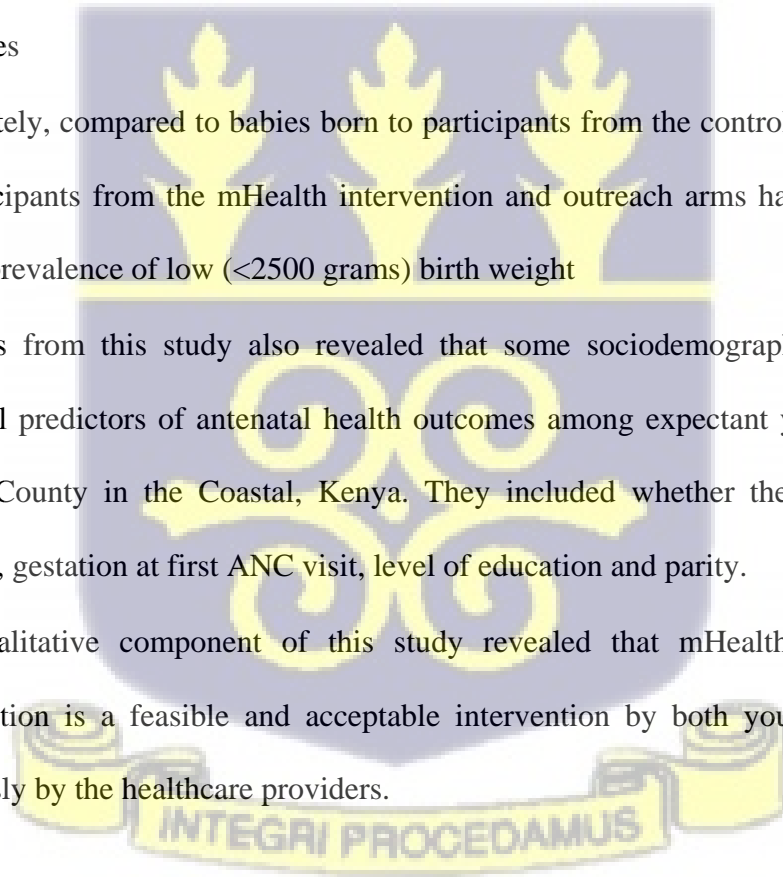 es
tely, compared to babies born to participants from the contro
cipants from the mHealth intervention and outreach arms ha
prevalence of low (<2500 grams) birth weight
s from this study also revealed that some sociodemograph
l predictors of antenatal health outcomes among expectant y
County in the Coastal, Kenya. They included whether the
, gestation at first ANC visit, level of education and parity.
alitative component of this study revealed that mHealth
tion is a feasible and acceptable intervention by both you
sly by the healthcare providers.
INTEGRI PROCEDAMUS